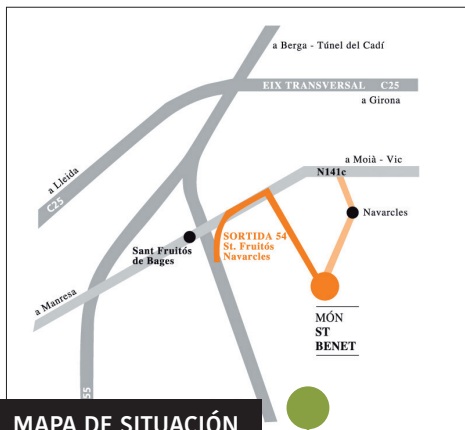 a Berga - Túnel del Cadí
EIX TRANSVERSAL C25
a Girona
a Lleida
C25
a Moià - Vic
N141c
Navarcles
SORTIDA 54
St. Fruitós
Navarcles
Sant Fruitós
de Bages
a Manresa
MÓN
ST
BENET
MAPA DE SITUACIÓN